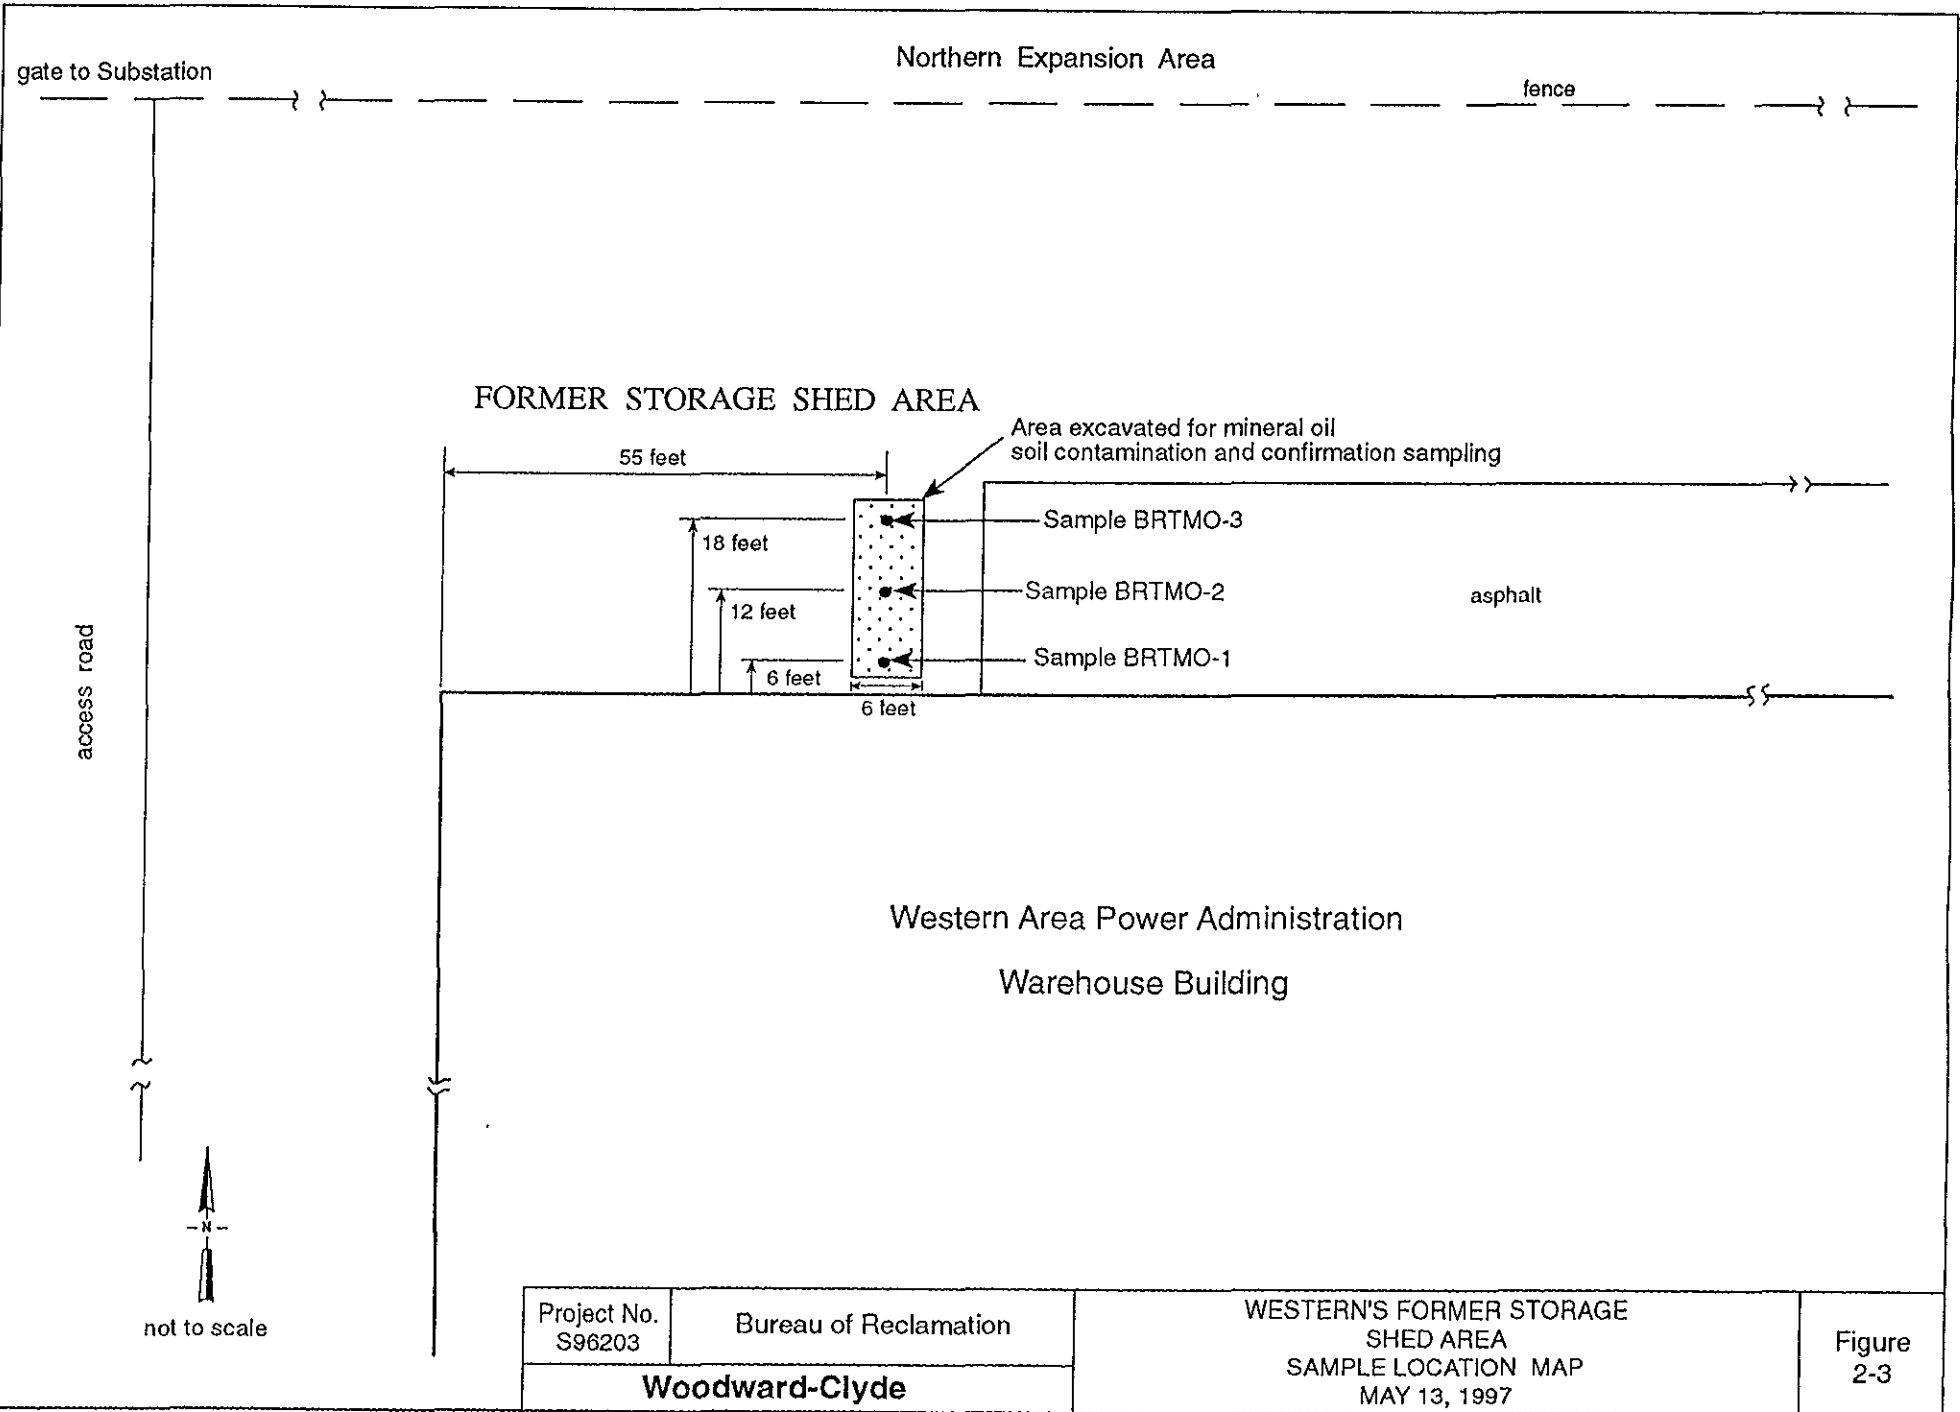 Northern Expansion Area
gate to Substation
fence
FORMER STORAGE SHED AREA
Area excavated for mineral oil
soil contamination and confirmation sampling
55 feet
Sample BRTMO-3
18 feet
Sample BRTMO-2
12 feet
asphalt
Sample BRTMO-1
6 feet
6 feet
access road
Western Area Power Administration
Warehouse Building
N
not to scale
Project No.
S96203
Bureau of Reclamation
Woodward-Clyde
WESTERN'S FORMER STORAGE
SHED AREA
SAMPLE LOCATION MAP
MAY 13, 1997
Figure
2-3